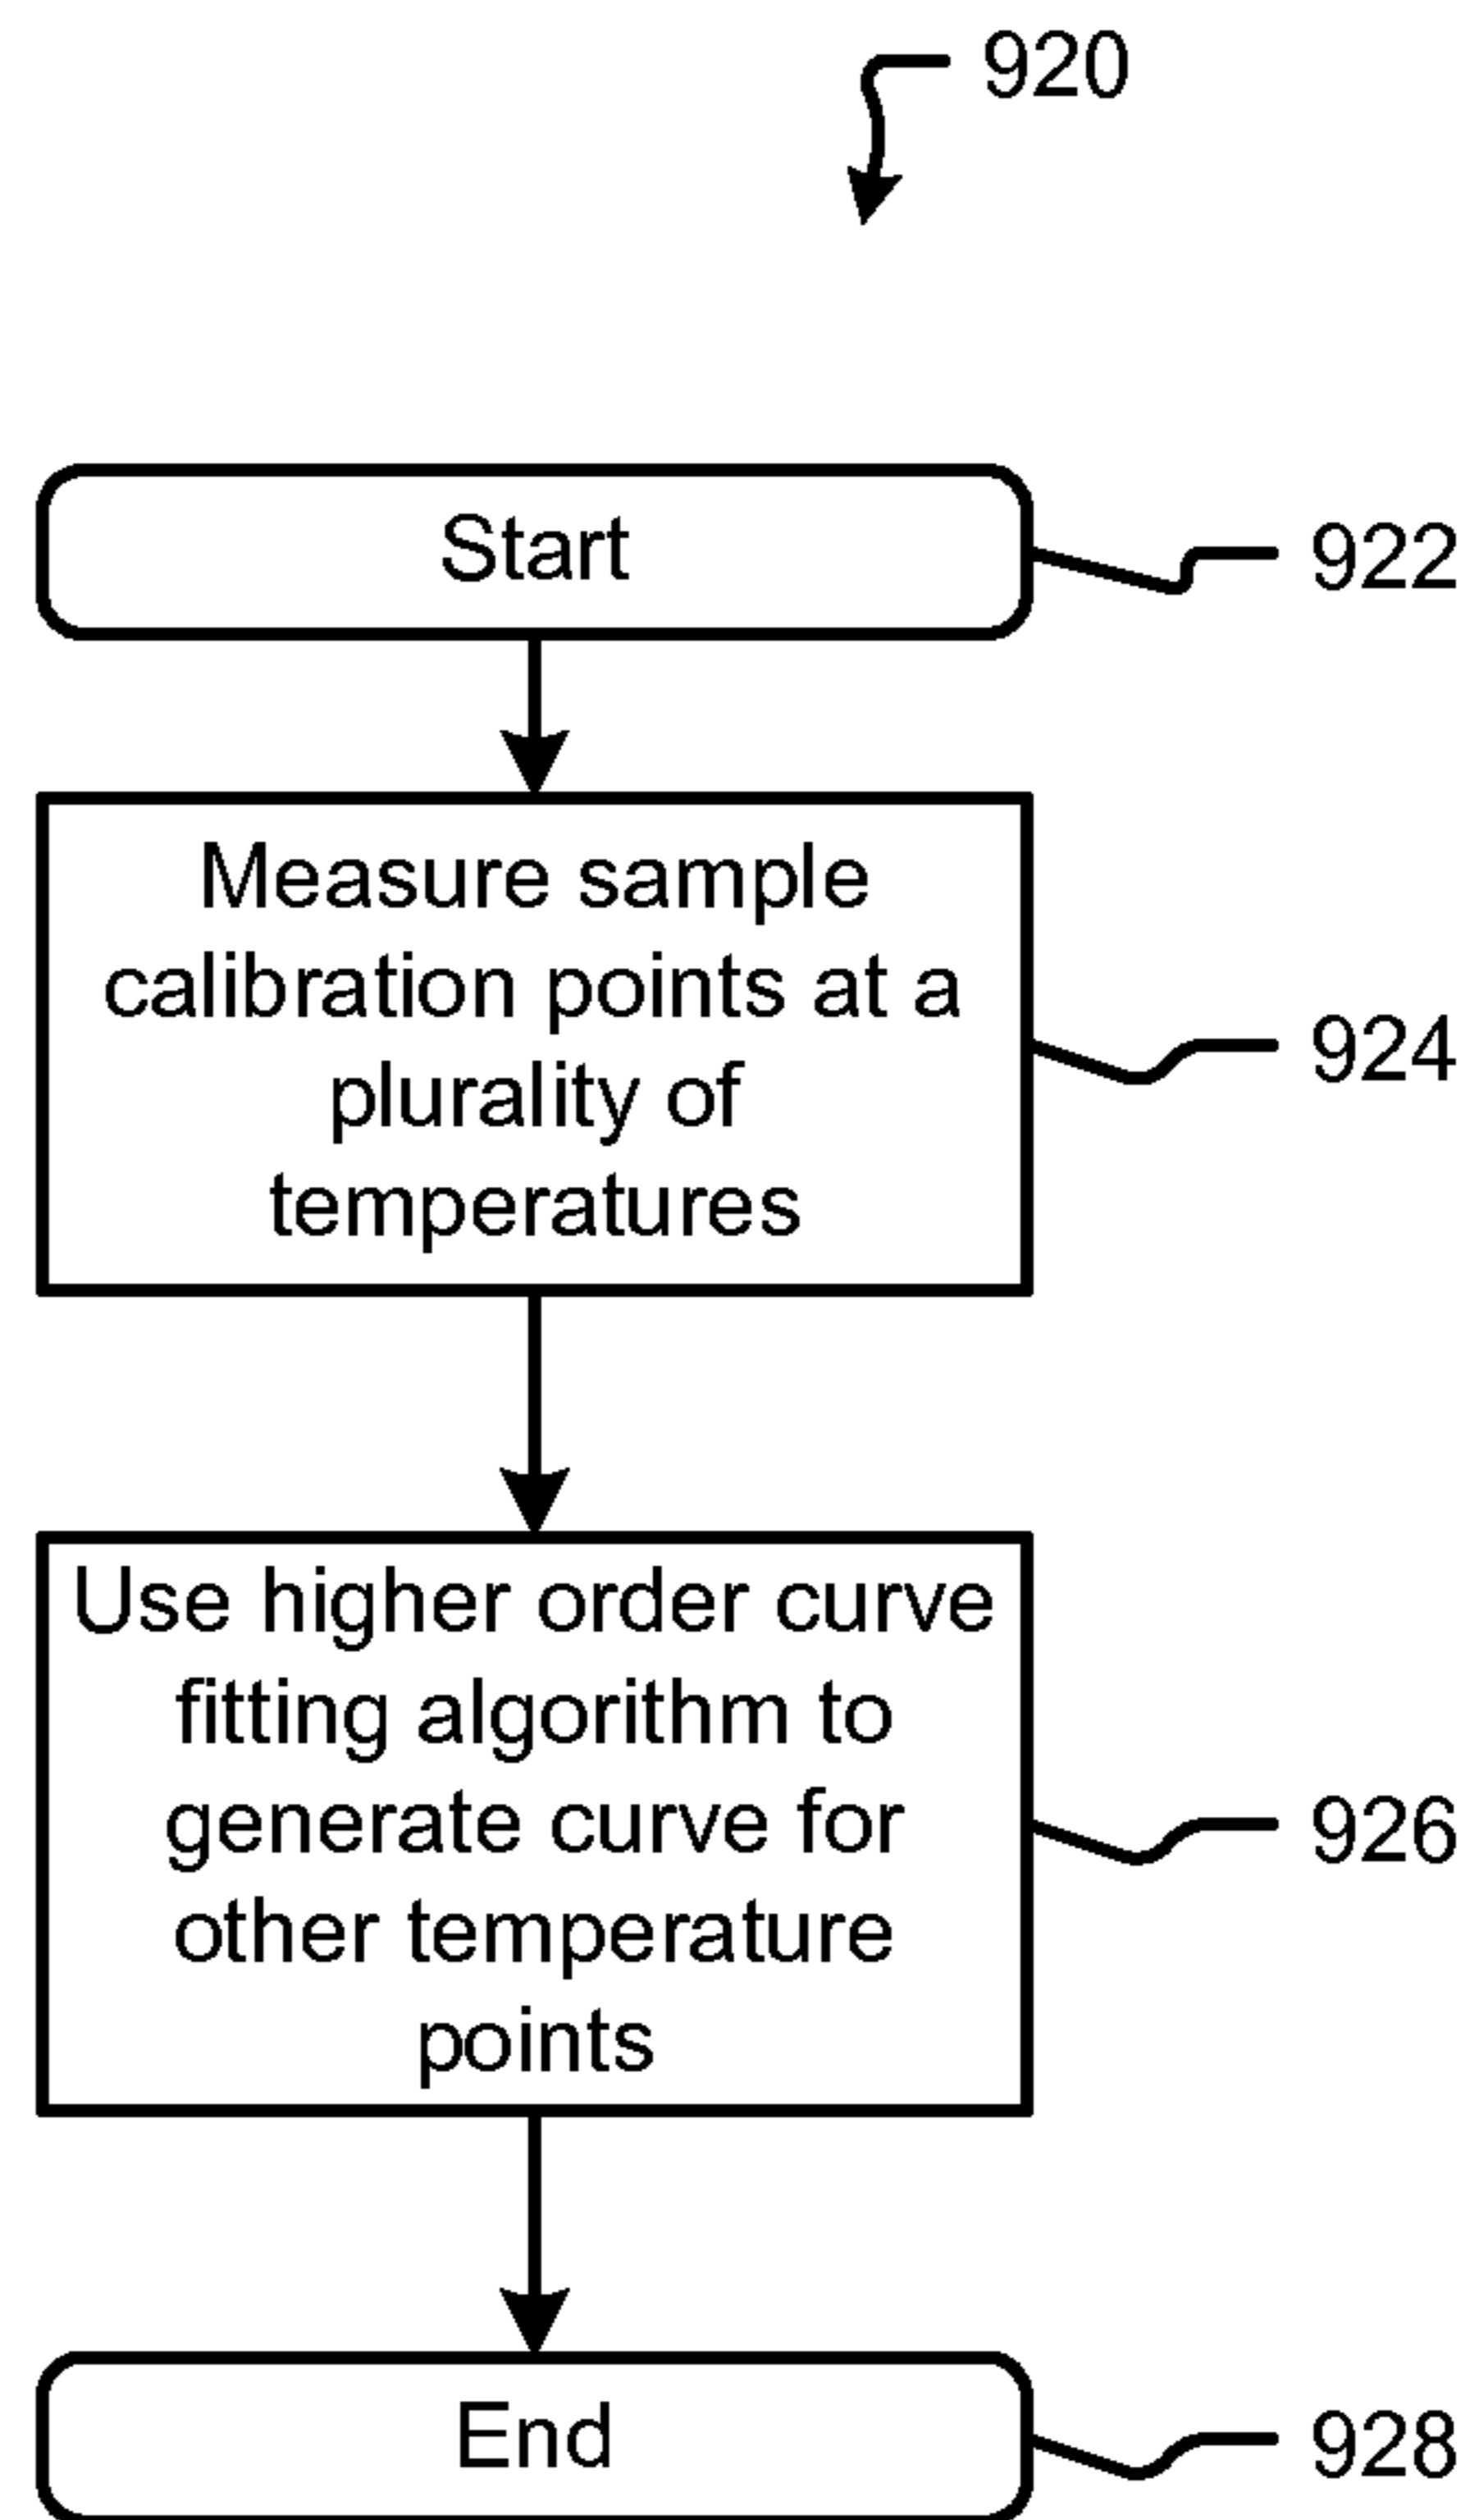 920
Start
922
Measure sample
calibration points at a
plurality of
temperatures
924
Use higher order curve
fitting algorithm to
generate curve for
other temperature
points
926
End
928